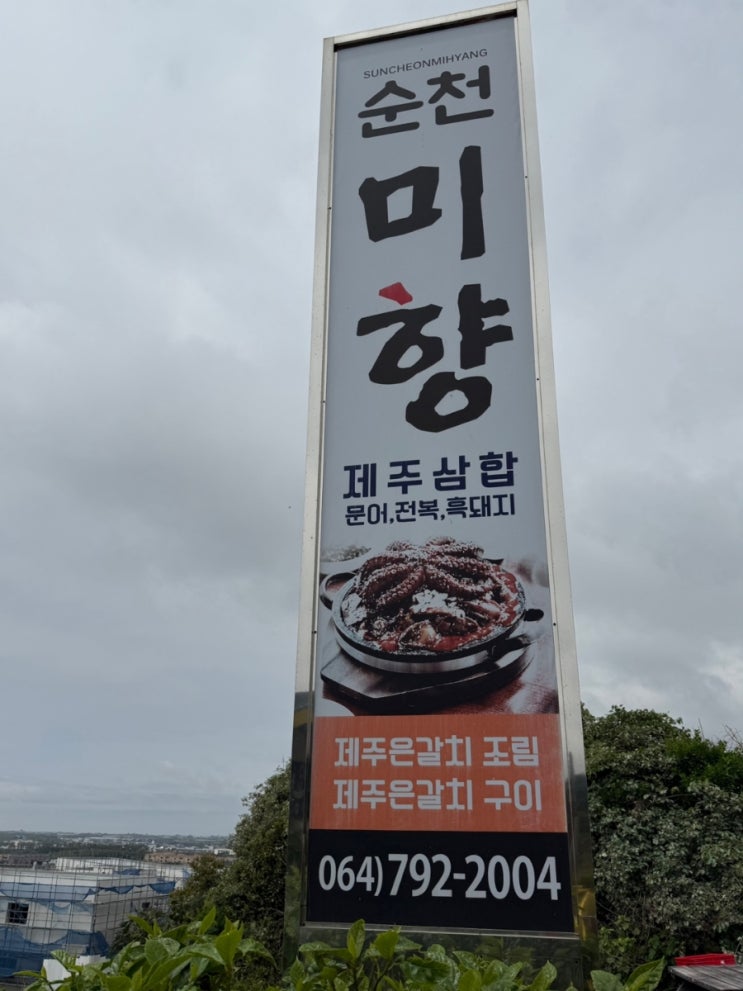 SUNCHEONMIHYANG
순천
미
향
제주삼합
문어,전복,흑돼지
제주은갈치 조림
제주은갈치 구이
064)792-2004